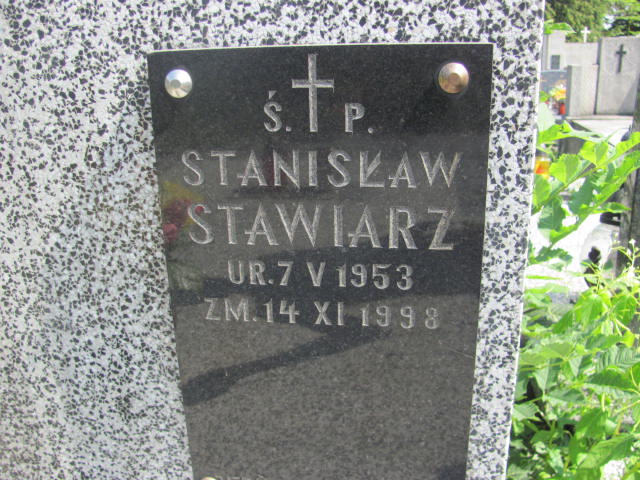 Ś. P.
STANISŁAW
STAWIARZ
UR. 7 V 1953
ZM. 14 XI 1998